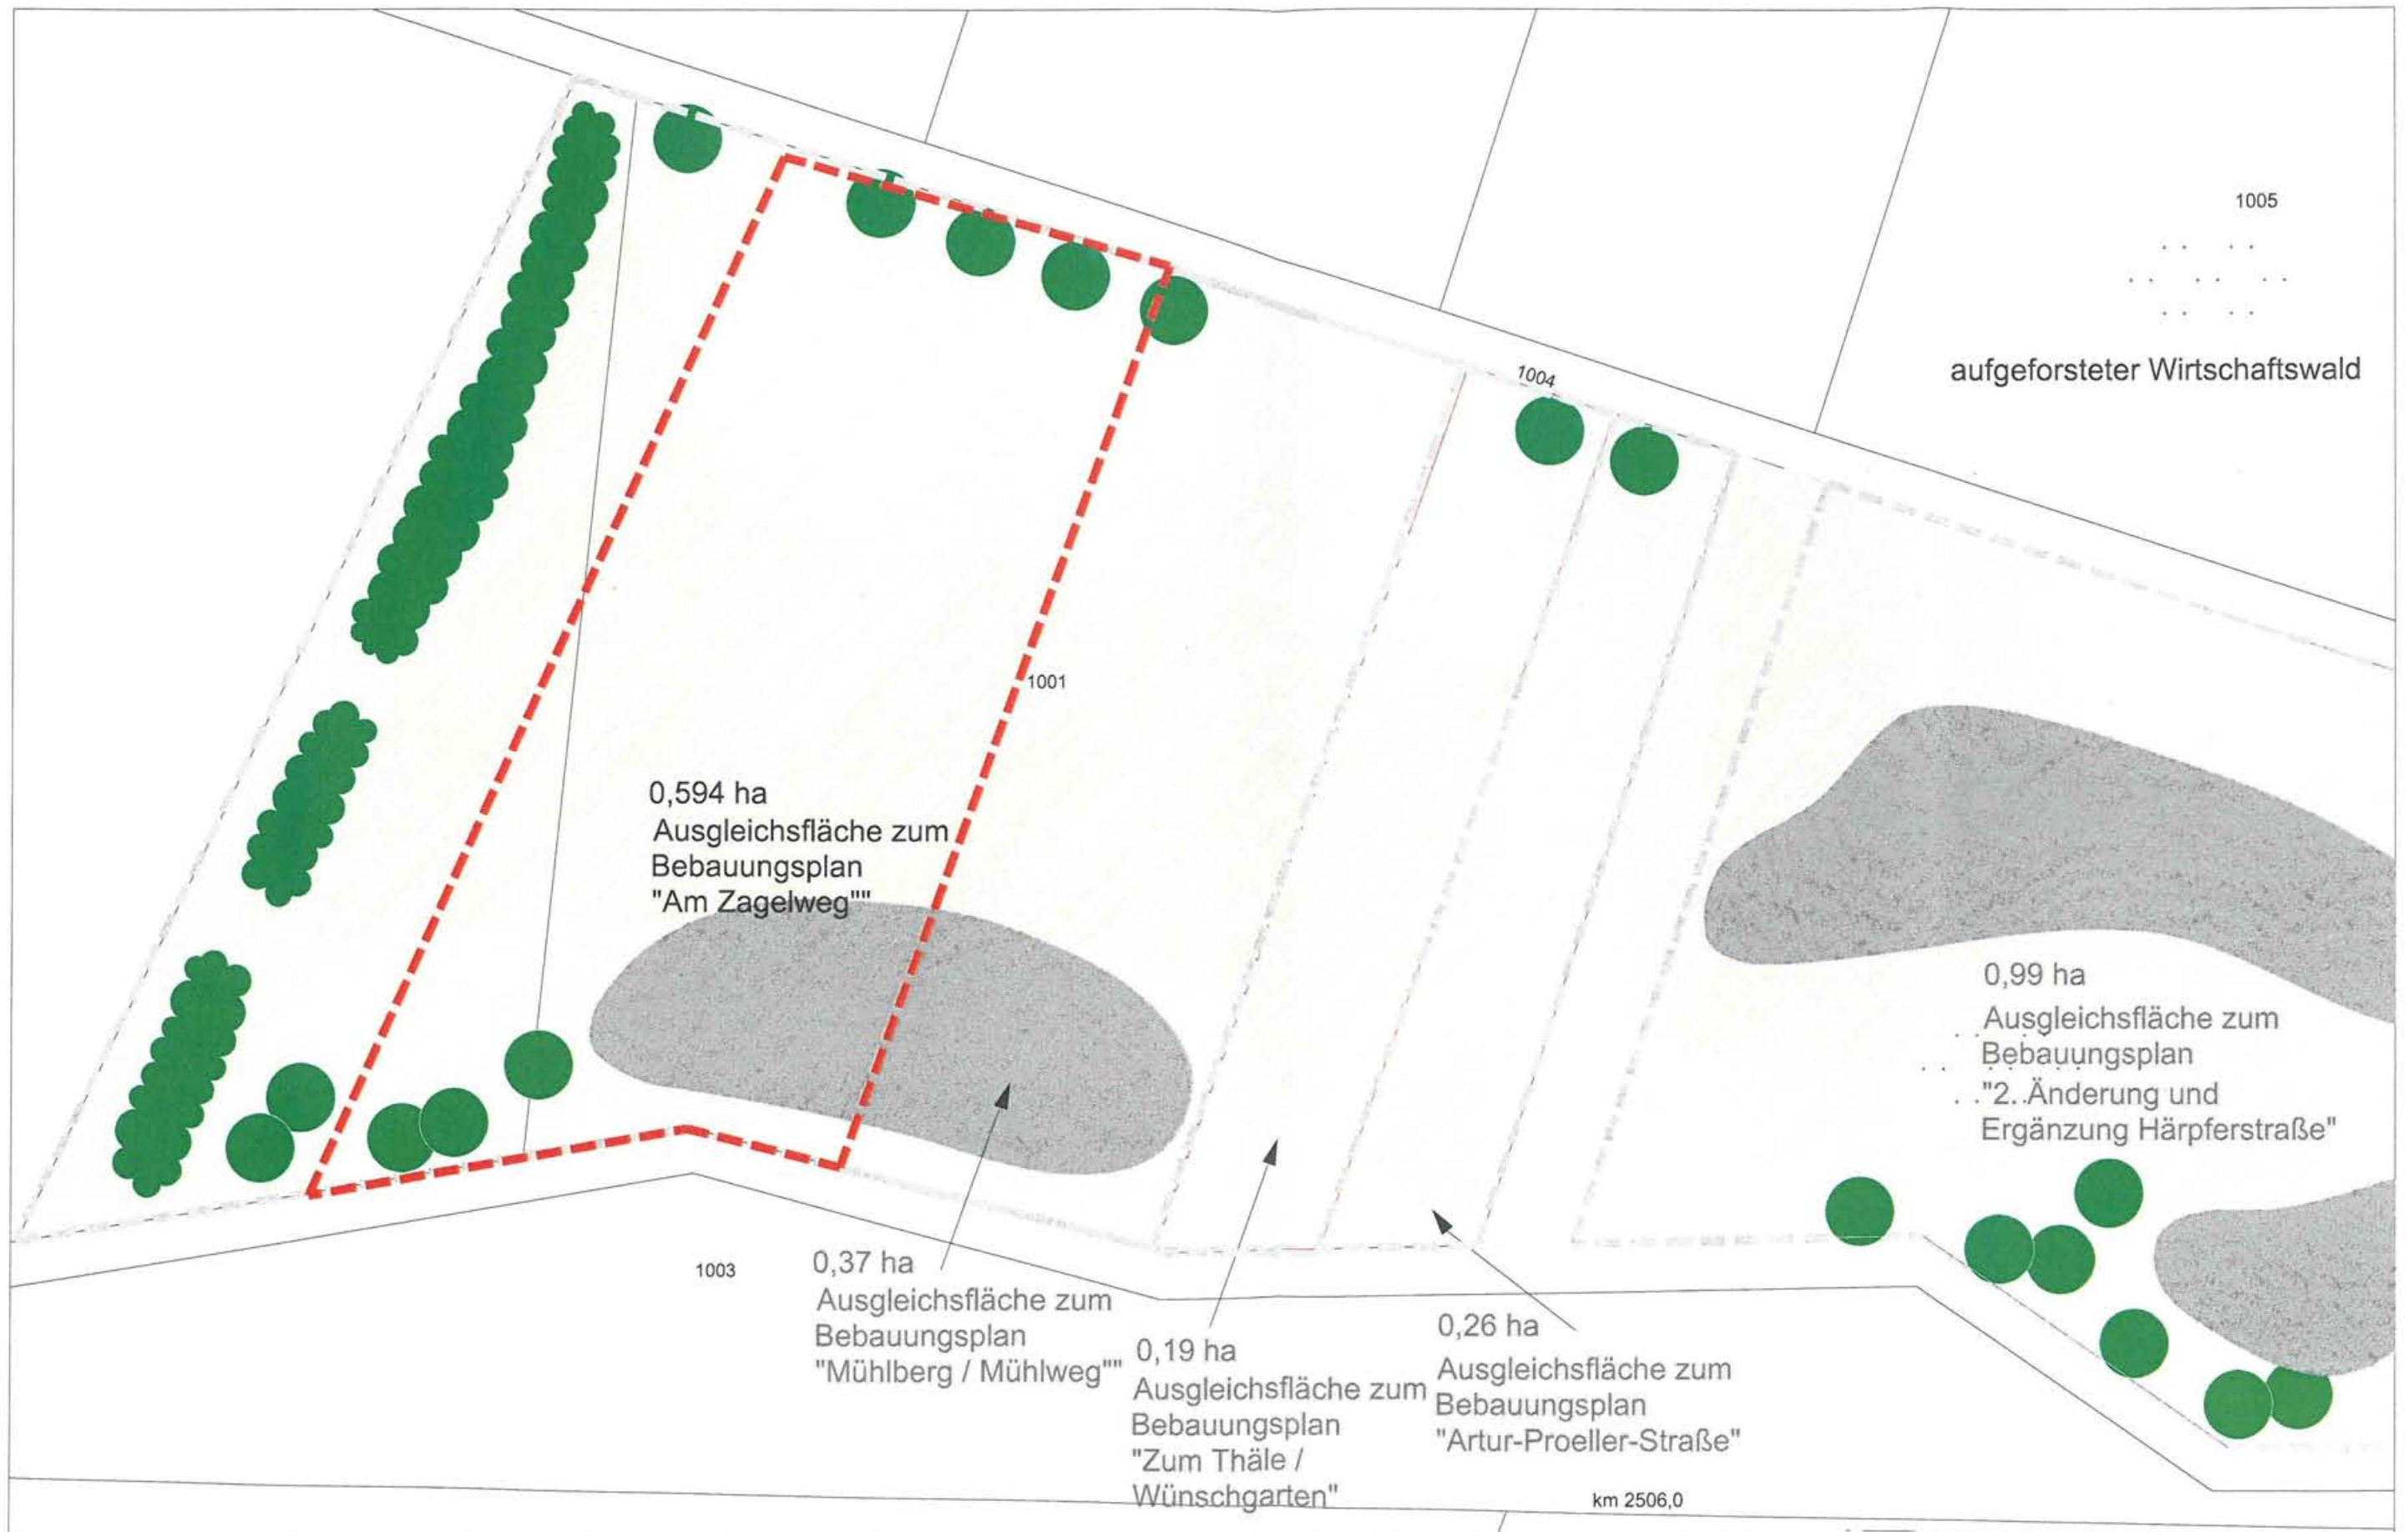 1005
aufgeforsteter Wirtschaftswald
1004
1001
0,594 ha
Ausgleichsfläche zum
Bebauungsplan
"Am Zagelweg""
0,99 ha
Ausgleichsfläche zum
Bebauungsplan
"2. Änderung und
Ergänzung Härpferstraße"
1003
0,37 ha
Ausgleichsfläche zum
Bebauungsplan
"Mühlberg / Mühlweg""
0,19 ha
Ausgleichsfläche zum
Bebauungsplan
"Zum Thäle /
Wünschgarten"
0,26 ha
Ausgleichsfläche zum
Bebauungsplan
"Artur-Proeller-Straße"
km 2506,0